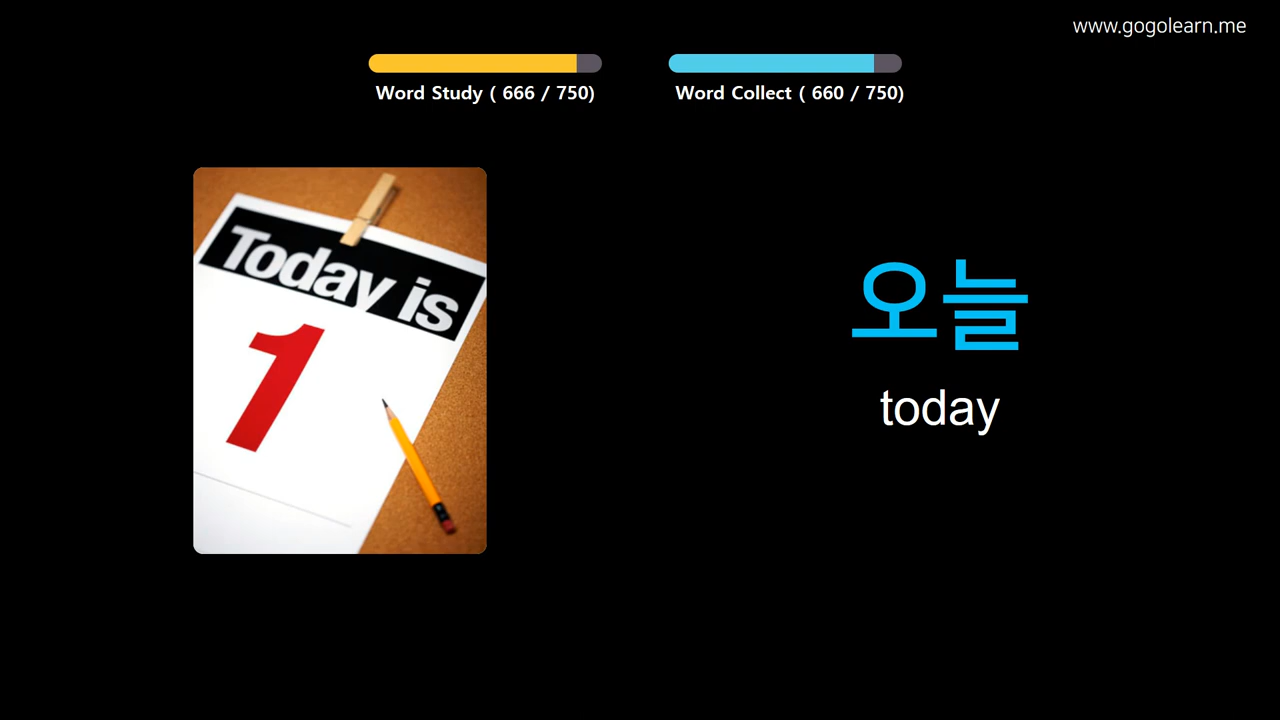 www.gogolearn.me
Word Study ( 666 / 750)
Word Collect ( 660 / 750)
Today is
1
오늘
today